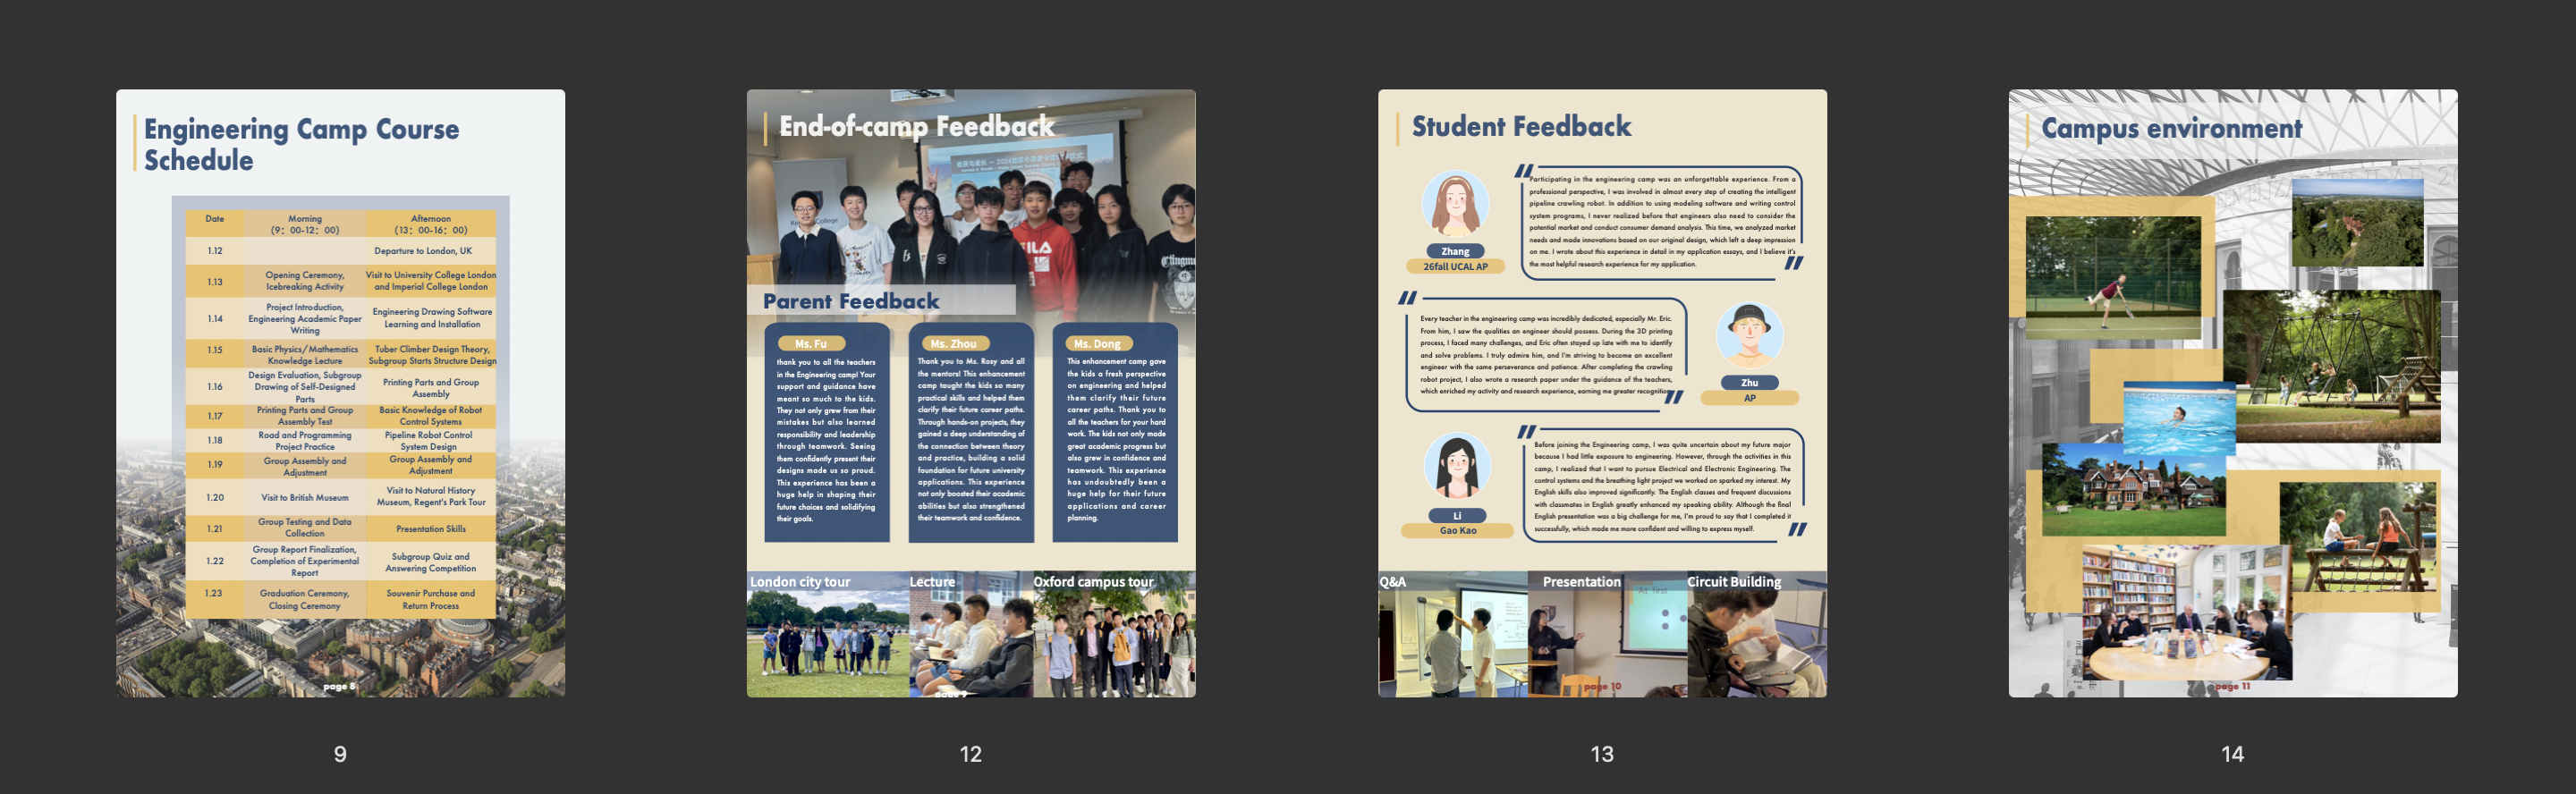 Engineering Camp Course
Schedule
Date
Morning
(9：00-12：00)
Afternoon
(13：00-16：00)
1.12
Departure to London, UK
1.13
Opening Ceremony,
Icebreaking Activity
Visit to University College London
and Imperial College London
1.14
Project Introduction,
Engineering Academic Paper
Writing
Engineering Drawing Software
Learning and Installation
1.15
Basic Physics/Mathematics
Knowledge Lecture
Tuber Climber Design Theory,
Subgroup Starts Structure Design
1.16
Design Evaluation, Subgroup
Drawing of Self-Designed
Parts
Printing Parts and Group
Assembly
1.17
Printing Parts and Group
Assembly Test
Basic Knowledge of Robot
Control Systems
1.18
Road and Programming
Project Practice
Pipeline Robot Control
System Design
1.19
Group Assembly and
Adjustment
Group Assembly and
Adjustment
1.20
Visit to British Museum
Visit to Natural History
Museum, Regent's Park Tour
1.21
Group Testing and Data
Collection
Presentation Skills
1.22
Group Report Finalization,
Completion of Experimental
Report
Subgroup Quiz and
Answering Competition
1.23
Graduation Ceremony,
Closing Ceremony
Souvenir Purchase and
Return Process
page 8
9
End-of-camp Feedback
Parent Feedback
Ms. Fu
thank you to all the teachers
in the Engineering camp! Your
support and guidance have
meant so much to the kids.
They not only grew from their
mistakes but also learned
responsibility and leadership
through teamwork. Seeing
them confidently present their
designs made us so proud.
This experience has been a
huge help in shaping their
future choices and solidifying
their goals.
Ms. Zhou
Thank you to Ms. Rosy and all
the mentors! This enhancement
camp taught the kids so many
practical skills and helped them
clarify their future career paths.
Through hands-on projects, they
gained a deep understanding of
the connection between theory
and practice, building a solid
foundation for future university
applications. This experience
not only boosted their academic
abilities but also strengthened
their teamwork and confidence.
Ms. Dong
This enhancement camp gave
the kids a fresh perspective
on engineering and helped
them clarify their future
career paths. Thank you to
all the teachers for your hard
work. The kids not only made
great academic progress but
also grew in confidence and
teamwork. This experience
has undoubtedly been a
huge help for their future
applications and career
planning.
London city tour
Lecture
Oxford campus tour
page 9
12
Student Feedback
Zhang
26fall UCAL AP
Participating in the engineering camp was an unforgettable experience. From a
professional perspective, I was involved in almost every step of creating the intelligent
pipeline crawling robot. In addition to using modeling software and writing control
system programs, I never realized before that engineers also need to consider the
potential market and conduct consumer demand analysis. This time, we analyzed market
needs and made innovations based on our original design, which left a deep impression
on me. I wrote about this experience in detail in my application essays, and I believe it's
the most helpful research experience for my application.
Every teacher in the engineering camp was incredibly dedicated, especially Mr. Eric.
From him, I saw the qualities an engineer should possess. During the 3D printing
process, I faced many challenges, and Eric often stayed up late with me to identify
and solve problems. I truly admire him, and I'm striving to become an excellent
engineer with the same perseverance and patience. After completing the crawling
robot project, I also wrote a research paper under the guidance of the teachers,
which enriched my activity and research experience, earning me greater recognition.
Zhu
AP
Li
Gao Kao
Before joining the Engineering camp, I was quite uncertain about my future major
because I had little exposure to engineering. However, through the activities in this
camp, I realized that I want to pursue Electrical and Electronic Engineering. The
control systems and the breathing light project we worked on sparked my interest. My
English skills also improved significantly. The English classes and frequent discussions
with classmates in English greatly enhanced my speaking ability. Although the final
English presentation was a big challenge for me, I'm proud to say that I completed it
successfully, which made me more confident and willing to express myself.
Q&A
Presentation
Circuit Building
page 10
13
Campus environment
page 11
14